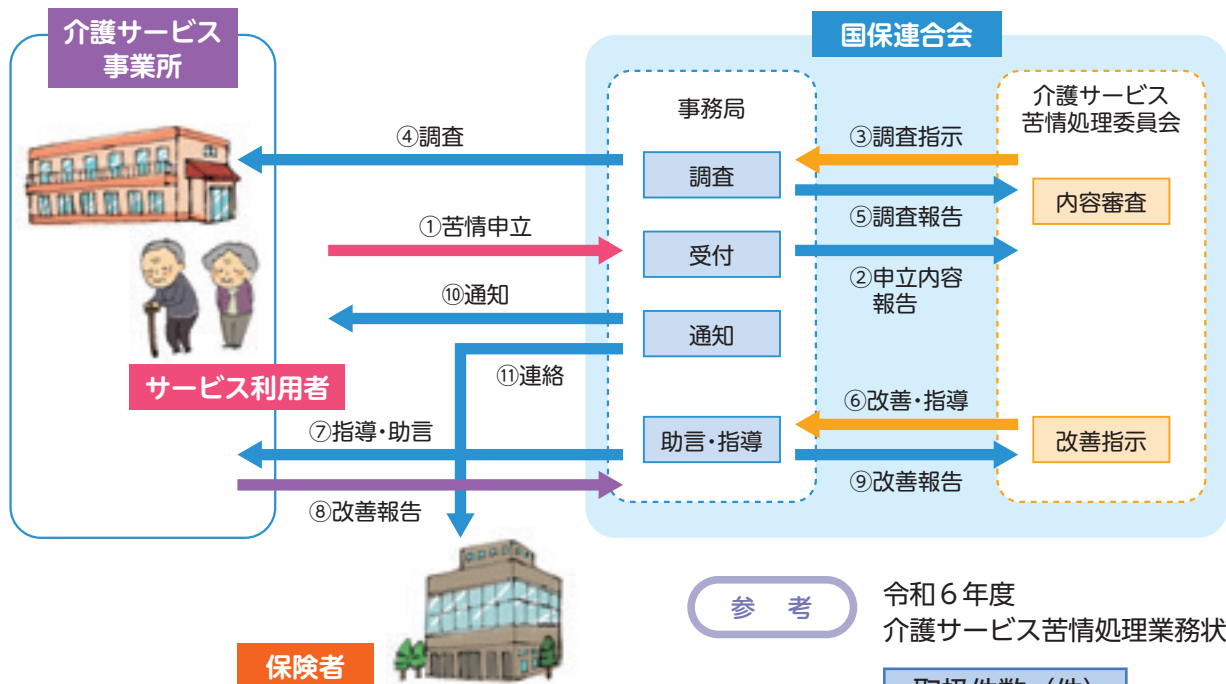 介護サービス
事業所
国保連合会
事務局
介護サービス
苦情処理委員会
④調査
調査
③調査指示
⑤調査報告
内容審査
①苦情申立
受付
②申立内容
報告
⑩通知
通知
⑪連絡
サービス利用者
⑥改善・指導
⑦指導・助言
助言・指導
改善指示
⑨改善報告
⑧改善報告
保険者
参 考
令和6年度
介護サービス苦情処理業務状
取扱件数（件）